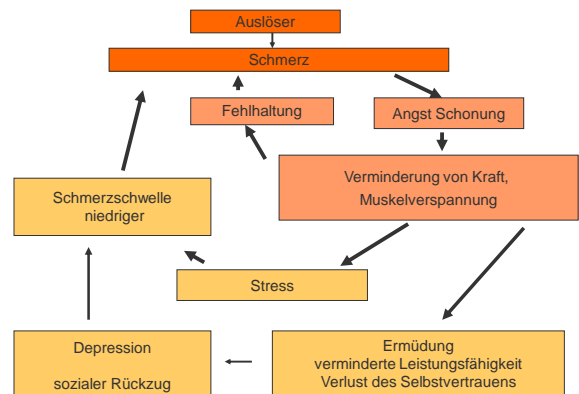 Auslöser
Schmerz
Fehlhaltung
Angst Schonung
Verminderung von Kraft,
Muskelverspannung
Schmerzschwelle
niedriger
Stress
Depression
sozialer Rückzug
Ermüdung
verminderte Leistungsfähigkeit
Verlust des Selbstvertrauens